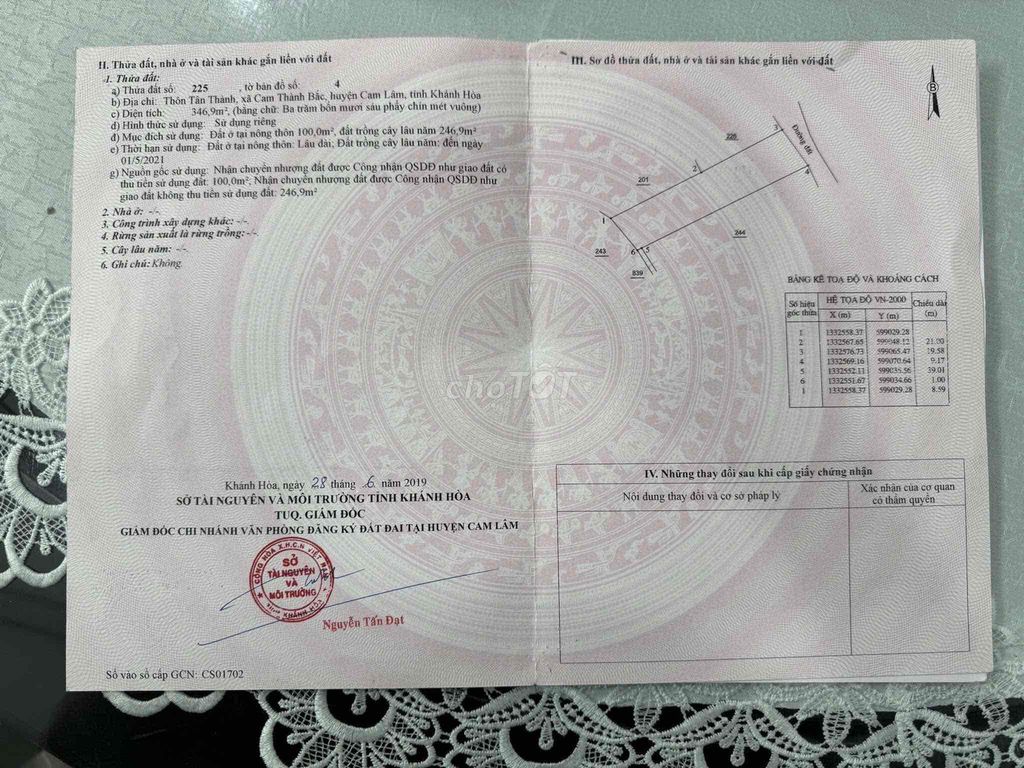 II. Thửa đất, nhà ở và tài sản khác gắn liền với đất
1. Thửa đất:
a) Thửa đất số: 225 , tờ bản đồ số: 4
b) Địa chỉ: Thôn Tân Thành, xã Cam Thành Bắc, huyện Cam Lâm, tỉnh Khánh Hòa
c) Diện tích: 346,9m², (bằng chữ: Ba trăm bốn mươi sáu phẩy chín mét vuông)
d) Hình thức sử dụng: Sử dụng riêng
đ) Mục đích sử dụng: Đất ở tại nông thôn 100,0m², đất trồng cây lâu năm 246,9m²
e) Thời hạn sử dụng: Đất ở tại nông thôn: Lâu dài; Đất trồng cây lâu năm: đến ngày
01/5/2021
g) Nguồn gốc sử dụng: Nhận chuyển nhượng đất được Công nhận QSDĐ như giao đất có
thu tiền sử dụng đất: 100,0m²; Nhận chuyển nhượng đất được Công nhận QSDĐ như
giao đất không thu tiền sử dụng đất: 246,9m²
2. Nhà ở: -/-.
3. Công trình xây dựng khác: -/-.
4. Rừng sản xuất là rừng trồng: -/-.
5. Cây lâu năm: -/-.
6. Ghi chú: Không.
Khánh Hòa, ngày 28 tháng 6 năm 2019
SỞ TÀI NGUYÊN VÀ MÔI TRƯỜNG TỈNH KHÁNH HÒA
TUQ. GIÁM ĐỐC
GIÁM ĐỐC CHI NHÁNH VĂN PHÒNG ĐĂNG KÝ ĐẤT ĐAI TẠI HUYỆN CAM LÂM
CỘNG HÒA X.H.C.N VIỆT NAM
SỞ
TÀI NGUYÊN
VÀ
MÔI TRƯỜNG
TỈNH KHÁNH HÒA
Nguyễn Tấn Đạt
Số vào sổ cấp GCN: CS01702
III. Sơ đồ thửa đất, nhà ở và tài sản khác gắn liền với đất
B
Đường đất
226
3
2
4
201
1
244
243
6
5
839
BẢNG KÊ TOẠ ĐỘ VÀ KHOẢNG CÁCH
Số hiệu góc thửa HỆ TOẠ ĐỘ VN-2000 Chiều dài (m)
X (m) Y (m)
1 1332558.37 599029.28
2 1332567.65 599048.12 21.00
3 1332576.73 599065.47 19.58
4 1332569.16 599070.64 9.17
5 1332552.11 599035.56 39.01
6 1332551.67 599034.66 1.00
1 1332558.37 599029.28 8.59
chợTỐT
IV. Những thay đổi sau khi cấp giấy chứng nhận
Nội dung thay đổi và cơ sở pháp lý
Xác nhận của cơ quan
có thẩm quyền